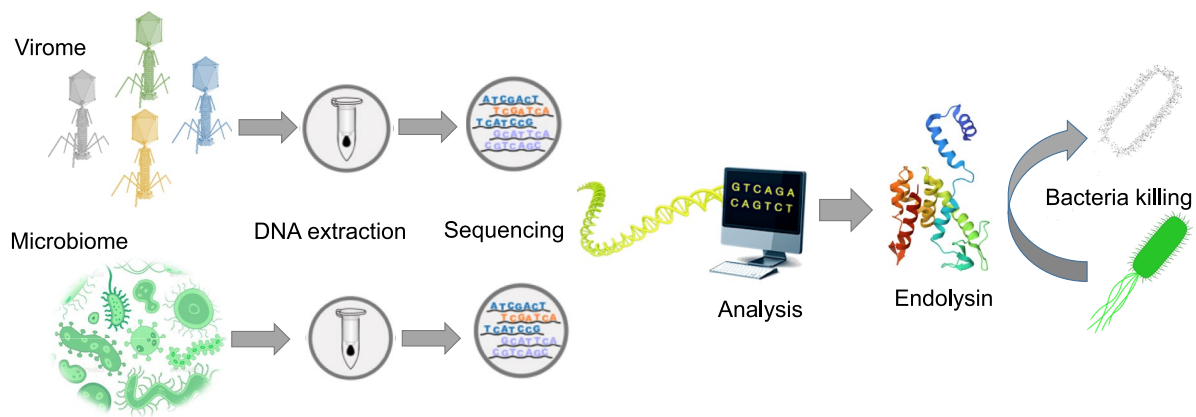 Virome
ATCGACT
TCGATCA
TCATCCG
GCATTCA
CGTCAGC
GTCAGA
CAGTCT
Bacteria killing
Microbiome
DNA extraction
Sequencing
Analysis
Endolysin
ATCGACT
TCGATCA
TCATCCG
GCATTCA
CGTCAGC